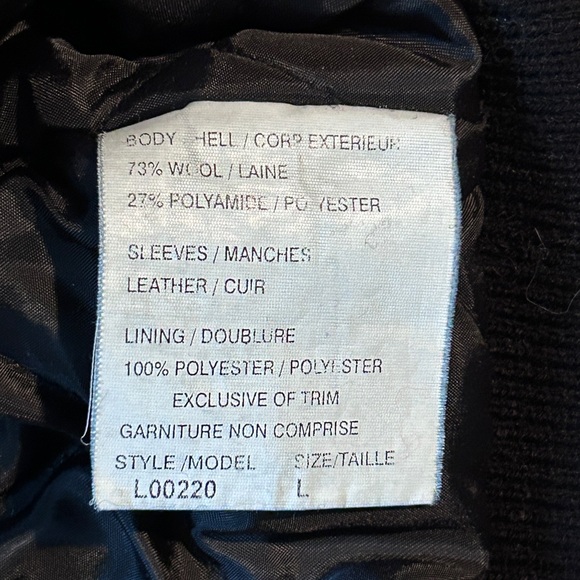 BODY SHELL / CORP EXTERIEUR
73% WOOL / LAINE
27% POLYAMIDE / POLYESTER
SLEEVES / MANCHES
LEATHER / CUIR
LINING / DOUBLURE
100% POLYESTER / POLYESTER
EXCLUSIVE OF TRIM
GARNITURE NON COMPRISE
STYLE /MODEL SIZE/TAILLE
L00220 L